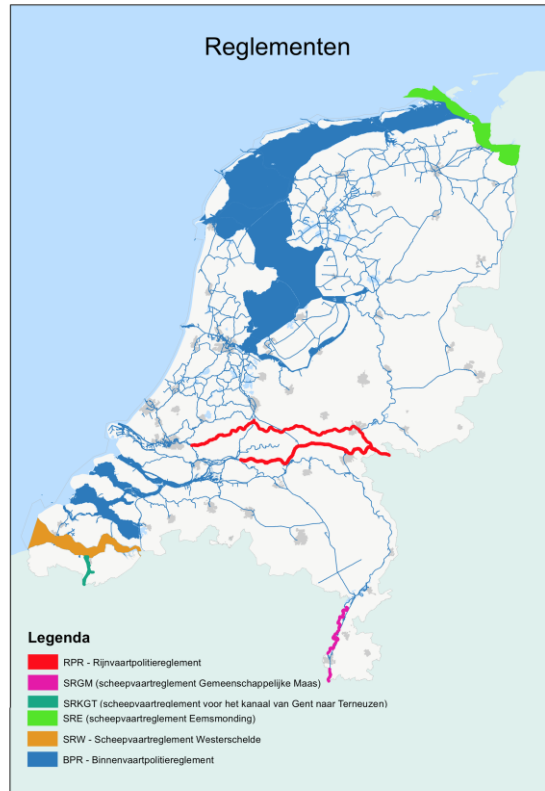 Reglementen
Legenda
RPR - Rijnvaartpolitiereglement
SRGM (scheepvaartreglement Gemeenschappelijke Maas)
SRKGT (scheepvaartreglement voor het kanaal van Gent naar Terneuzen)
SRE (scheepvaartreglement Eemsmonding)
SRW - Scheepvaartreglement Westerschelde
BPR - Binnenvaartpolitiereglement